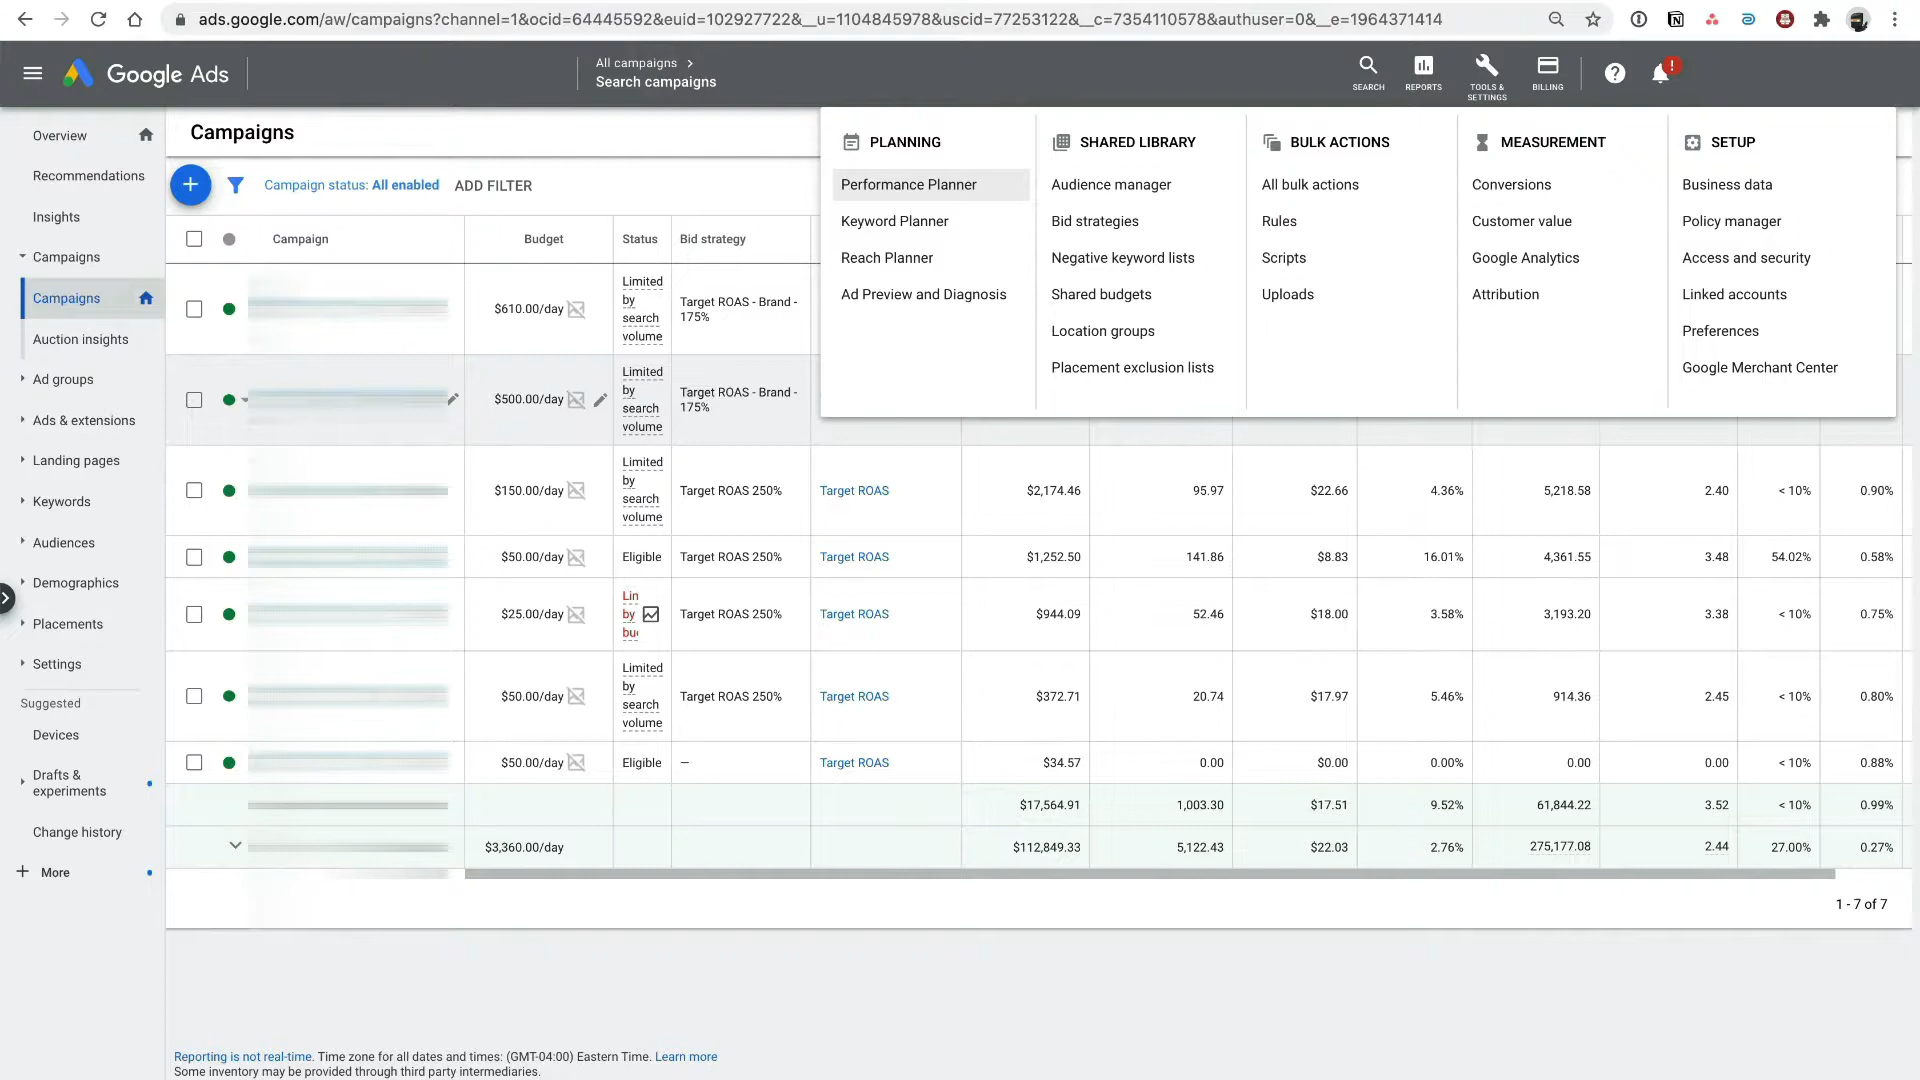 ads.google.com/aw/campaigns?channel=1&ocid=64445592&euid=102927722&__u=1104845978&uscid=77253122&__c=7354110578&authuser=0&__e=1964371414
Google Ads
All campaigns >
Search campaigns
SEARCH
REPORTS
TOOLS &
SETTINGS
BILLING
?
!
Overview
Recommendations
Insights
Campaigns
Campaigns
Auction insights
Ad groups
Ads & extensions
Landing pages
Keywords
Audiences
Demographics
Placements
Settings
Suggested
Devices
Drafts &
experiments
Change history
+ More
Campaigns
Campaign status: All enabled ADD FILTER
PLANNING
Performance Planner
Keyword Planner
Reach Planner
Ad Preview and Diagnosis
SHARED LIBRARY
Audience manager
Bid strategies
Negative keyword lists
Shared budgets
Location groups
Placement exclusion lists
BULK ACTIONS
All bulk actions
Rules
Scripts
Uploads
MEASUREMENT
Conversions
Customer value
Google Analytics
Attribution
SETUP
Business data
Policy manager
Access and security
Linked accounts
Preferences
Google Merchant Center
Campaign Budget Status Bid strategy
$610.00/day
Limited
by
search
volume
Target ROAS - Brand -
175%
$500.00/day
Limited
by
search
volume
Target ROAS - Brand -
175%
$150.00/day
Limited
by
search
volume
Target ROAS 250% Target ROAS $2,174.46 95.97 $22.66 4.36% 5,218.58 2.40 < 10% 0.90%
$50.00/day Eligible Target ROAS 250% Target ROAS $1,252.50 141.86 $8.83 16.01% 4,361.55 3.48 54.02% 0.58%
$25.00/day
Lin
by
bu
Target ROAS 250% Target ROAS $944.09 52.46 $18.00 3.58% 3,193.20 3.38 < 10% 0.75%
$50.00/day
Limited
by
search
volume
Target ROAS 250% Target ROAS $372.71 20.74 $17.97 5.46% 914.36 2.45 < 10% 0.80%
$50.00/day Eligible — Target ROAS $34.57 0.00 $0.00 0.00% 0.00 0.00 < 10% 0.88%
$17,564.91 1,003.30 $17.51 9.52% 61,844.22 3.52 < 10% 0.99%
$3,360.00/day $112,849.33 5,122.43 $22.03 2.76% 275,177.08 2.44 27.00% 0.27%
1 - 7 of 7
Reporting is not real-time. Time zone for all dates and times: (GMT-04:00) Eastern Time. Learn more
Some inventory may be provided through third party intermediaries.